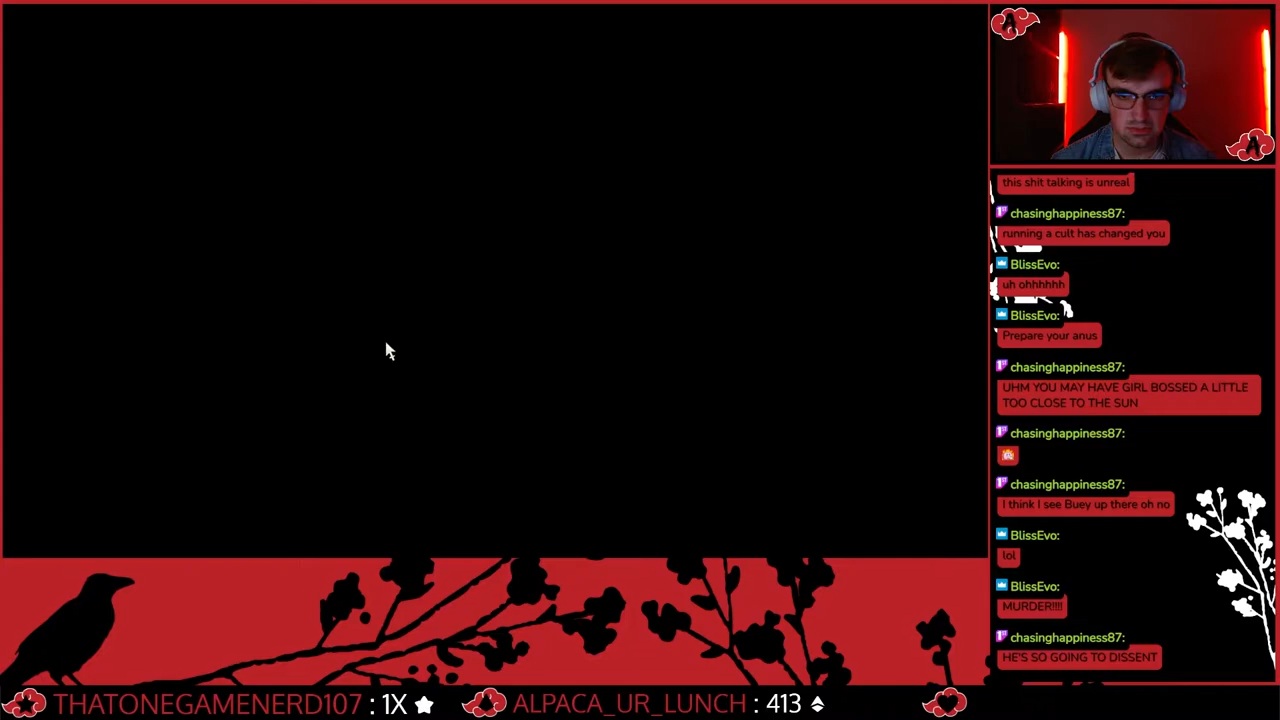 this shit talking is unreal
chasinghappiness87:
running a cult has changed you
BlissEvo:
uh ohhhhhh
BlissEvo:
Prepare your anus
chasinghappiness87:
UHM YOU MAY HAVE GIRL BOSSED A LITTLE
TOO CLOSE TO THE SUN
chasinghappiness87:
chasinghappiness87:
I think I see Buey up there oh no
BlissEvo:
lol
BlissEvo:
MURDER!!!!
chasinghappiness87:
HE'S SO GOING TO DISSENT
THATONEGAMENERD107 : 1X ALPACA_UR_LUNCH : 413